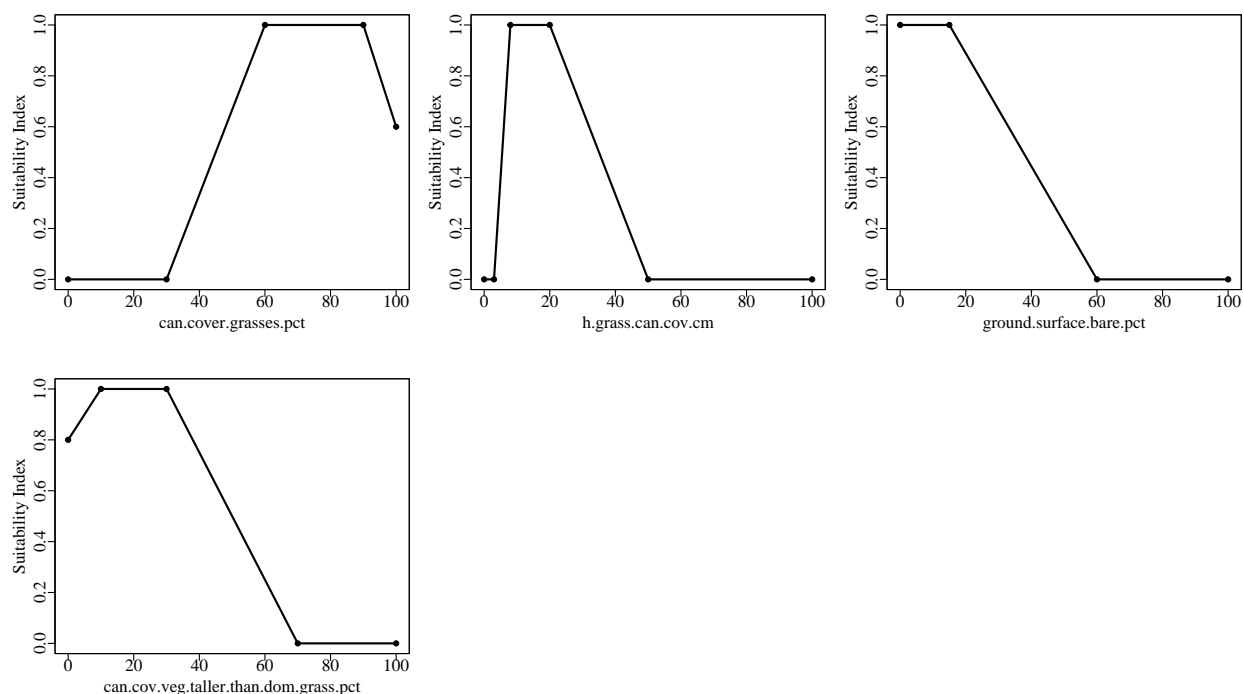 Suitability Index
0.0 0.2 0.4 0.6 0.8 1.0
0 20 40 60 80 100
can.cover.grasses.pct
Suitability Index
0.0 0.2 0.4 0.6 0.8 1.0
0 20 40 60 80 100
h.grass.can.cov.cm
Suitability Index
0.0 0.2 0.4 0.6 0.8 1.0
0 20 40 60 80 100
ground.surface.bare.pct
Suitability Index
0.0 0.2 0.4 0.6 0.8 1.0
0 20 40 60 80 100
can.cov.veg.taller.than.dom.grass.pct